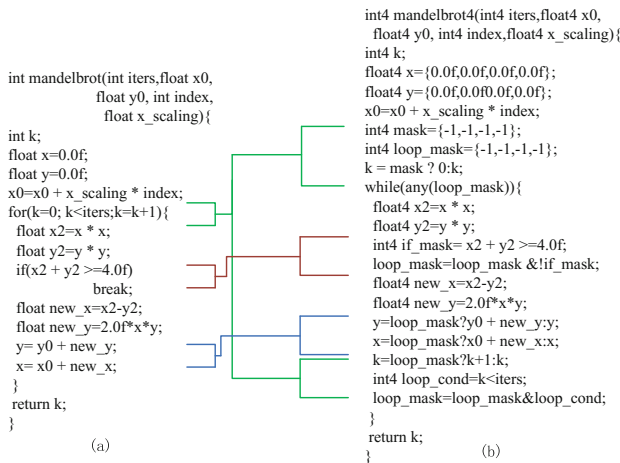 int mandelbrot(int iters,float x0,
float y0, int index,
float x_scaling){
int k;
float x=0.0f;
float y=0.0f;
x0=x0 + x_scaling * index;
for(k=0; k<iters;k=k+1){
float x2=x * x;
float y2=y * y;
if(x2 + y2 >=4.0f)
break;
float new_x=x2-y2;
float new_y=2.0f*x*y;
y= y0 + new_y;
x= x0 + new_x;
}
return k;
}
(a)
int4 mandelbrot4(int4 iters,float4 x0,
float4 y0, int4 index,float4 x_scaling){
int4 k;
float4 x={0.0f,0.0f,0.0f,0.0f};
float4 y={0.0f,0.0f0.0f,0.0f};
x0=x0 + x_scaling * index;
int4 mask={-1,-1,-1,-1};
int4 loop_mask={-1,-1,-1,-1};
k = mask ? 0:k;
while(any(loop_mask)){
float4 x2=x * x;
float4 y2=y * y;
int4 if_mask= x2 + y2 >=4.0f;
loop_mask=loop_mask &!if_mask;
float4 new_x=x2-y2;
float4 new_y=2.0f*x*y;
y=loop_mask?y0 + new_y:y;
x=loop_mask?x0 + new_x:x;
k=loop_mask?k+1:k;
int4 loop_cond=k<iters;
loop_mask=loop_mask&loop_cond;
}
return k;
}
(b)